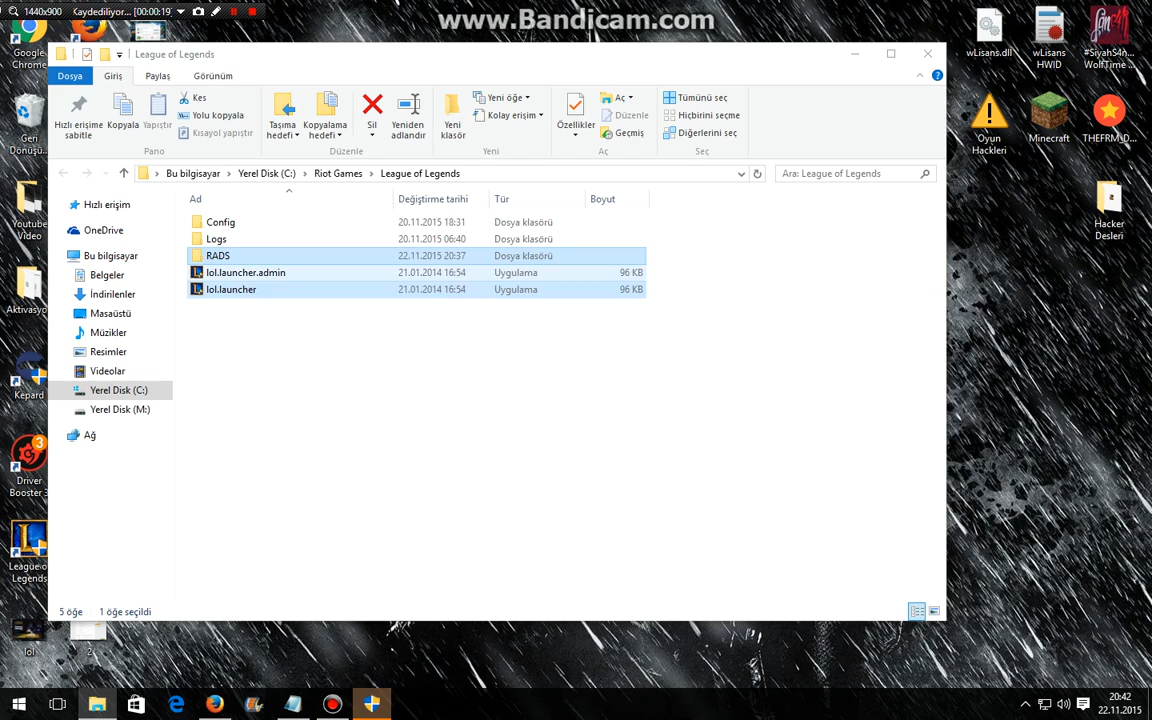 1440x900 Kaydediliyor... [00:00:19]
www.Bandicam.com
League of Legends
Dosya Giriş Paylaş Görünüm
Hızlı erişime sabitle
Kopyala
Yapıştır
Kes
Yolu kopyala
Kısayol yapıştır
Pano
Taşıma hedefi
Kopyalama hedefi
Sil
Yeniden adlandır
Düzenle
Yeni klasör
Yeni öğe
Kolay erişim
Yeni
Özellikler
Aç
Düzenle
Geçmiş
Aç
Tümünü seç
Hiçbirini seçme
Diğerlerini seç
Seç
Bu bilgisayar Yerel Disk (C:) Riot Games League of Legends
Ara: League of Legends
Ad Değiştirme tarihi Tür Boyut
Config 20.11.2015 18:31 Dosya klasörü
Logs 20.11.2015 06:40 Dosya klasörü
RADS 22.11.2015 20:37 Dosya klasörü
lol.launcher.admin 21.01.2014 16:54 Uygulama 96 KB
lol.launcher 21.01.2014 16:54 Uygulama 96 KB
Hızlı erişim
OneDrive
Bu bilgisayar
Belgeler
İndirilenler
Masaüstü
Müzikler
Resimler
Videolar
Yerel Disk (C:)
Yerel Disk (M:)
Ağ
5 öğe 1 öğe seçildi
Google Chrome
Geri Dönüşü...
Youtube Video
Aktivasyo
Kepard
3
Driver Booster 3
League of Legends
lol
2
wLisans.dll
wLisans HWID
#SiyahS4n... WolfTime ...
Oyun Hackleri
Minecraft
THEFRM_D...
Hacker Desleri
20:42
22.11.2015